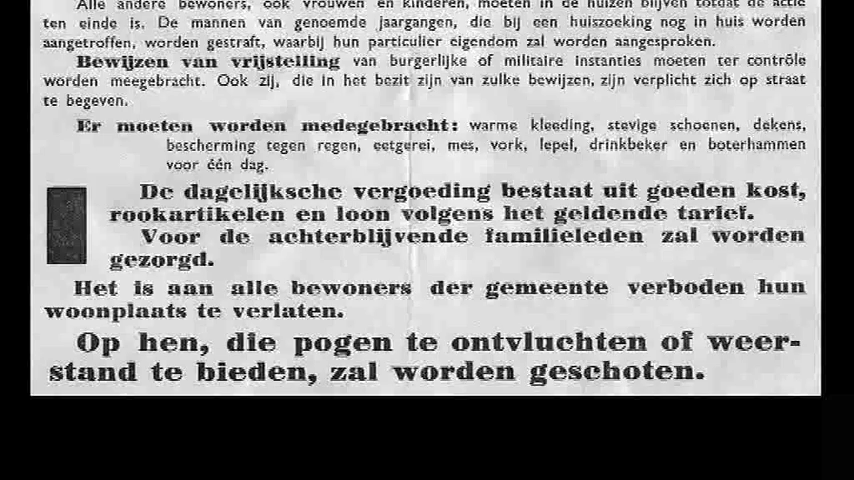 Alle andere bewoners, ook vrouwen en kinderen, moeten in de huizen blijven totdat de actie
ten einde is. De mannen van genoemde jaargangen, die bij een huiszoeking nog in huis worden
aangetroffen, worden gestraft, waarbij hun particulier eigendom zal worden aangesproken.
Bewijzen van vrijstelling van burgerlijke of militaire instanties moeten ter contrôle
worden meegebracht. Ook zij, die in het bezit zijn van zulke bewijzen, zijn verplicht zich op straat
te begeven.
Er moeten worden medegebracht: warme kleeding, stevige schoenen, dekens,
bescherming tegen regen, eetgerei, mes, vork, lepel, drinkbeker en boterhammen
voor één dag.
De dagelijksche vergoeding bestaat uit goeden kost,
rookartikelen en loon volgens het geldende tarief.
Voor de achterblijvende familieleden zal worden
gezorgd.
Het is aan alle bewoners der gemeente verboden hun
woonplaats te verlaten.
Op hen, die pogen te ontvluchten of weer-
stand te bieden, zal worden geschoten.